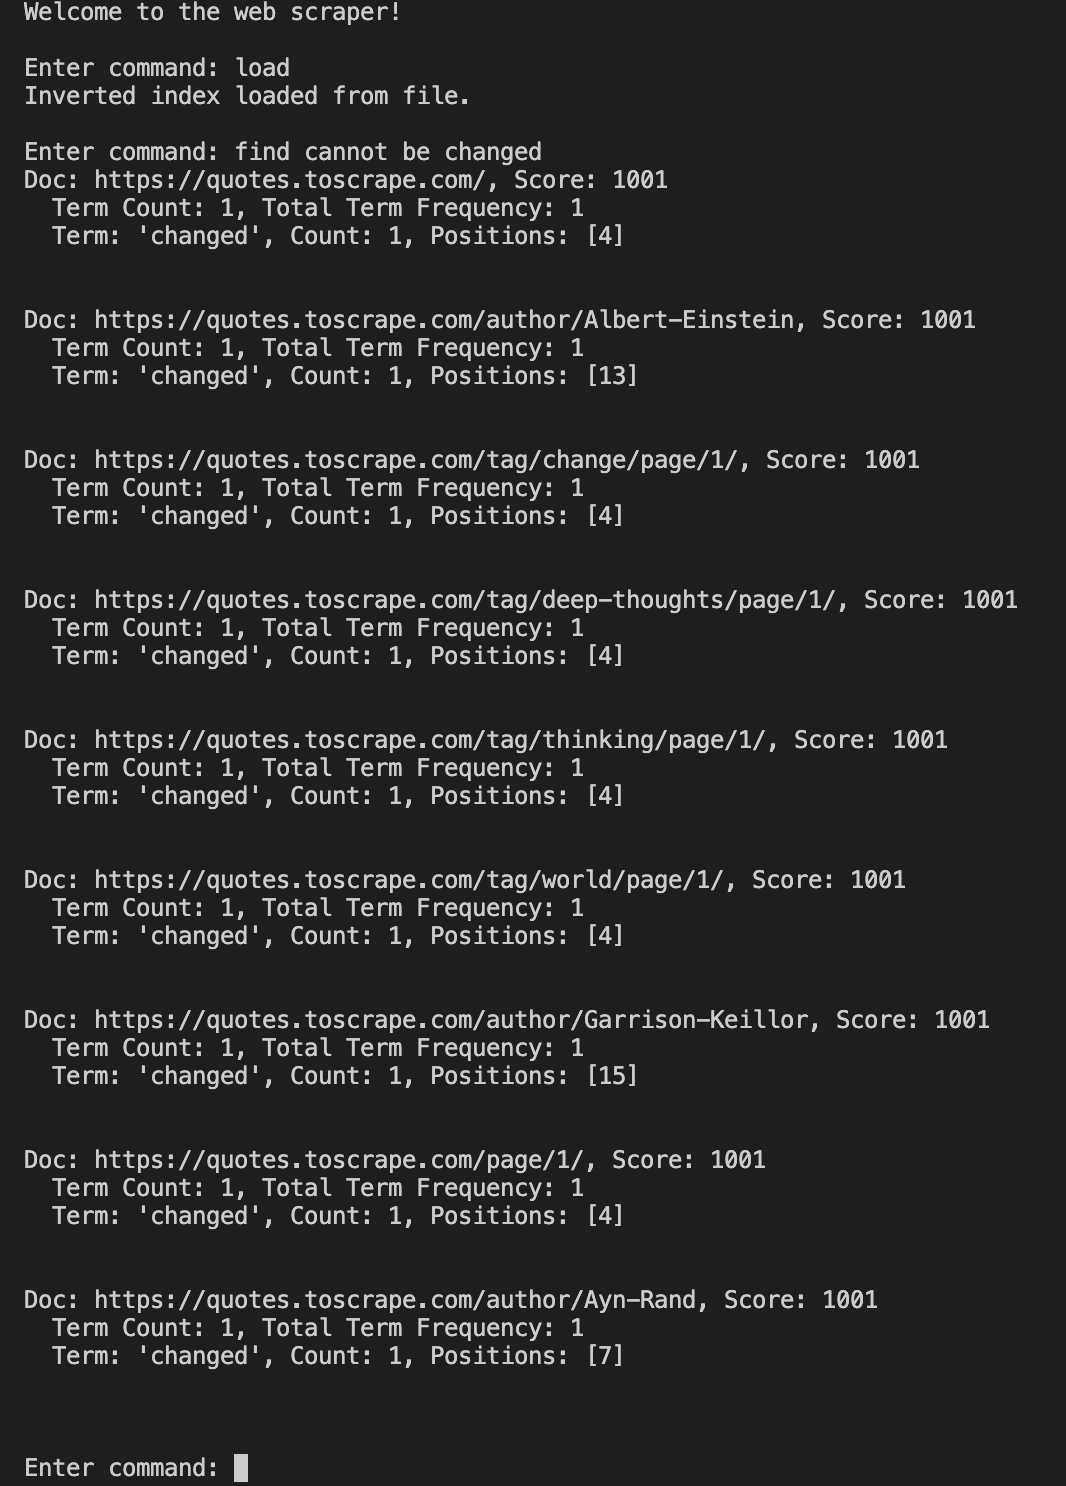 Welcome to the web scraper!
Enter command: load
Inverted index loaded from file.
Enter command: find cannot be changed
Doc: https://quotes.toscrape.com/, Score: 1001
Term Count: 1, Total Term Frequency: 1
Term: 'changed', Count: 1, Positions: [4]
Doc: https://quotes.toscrape.com/author/Albert-Einstein, Score: 1001
Term Count: 1, Total Term Frequency: 1
Term: 'changed', Count: 1, Positions: [13]
Doc: https://quotes.toscrape.com/tag/change/page/1/, Score: 1001
Term Count: 1, Total Term Frequency: 1
Term: 'changed', Count: 1, Positions: [4]
Doc: https://quotes.toscrape.com/tag/deep-thoughts/page/1/, Score: 1001
Term Count: 1, Total Term Frequency: 1
Term: 'changed', Count: 1, Positions: [4]
Doc: https://quotes.toscrape.com/tag/thinking/page/1/, Score: 1001
Term Count: 1, Total Term Frequency: 1
Term: 'changed', Count: 1, Positions: [4]
Doc: https://quotes.toscrape.com/tag/world/page/1/, Score: 1001
Term Count: 1, Total Term Frequency: 1
Term: 'changed', Count: 1, Positions: [4]
Doc: https://quotes.toscrape.com/author/Garrison-Keillor, Score: 1001
Term Count: 1, Total Term Frequency: 1
Term: 'changed', Count: 1, Positions: [15]
Doc: https://quotes.toscrape.com/page/1/, Score: 1001
Term Count: 1, Total Term Frequency: 1
Term: 'changed', Count: 1, Positions: [4]
Doc: https://quotes.toscrape.com/author/Ayn-Rand, Score: 1001
Term Count: 1, Total Term Frequency: 1
Term: 'changed', Count: 1, Positions: [7]
Enter command: